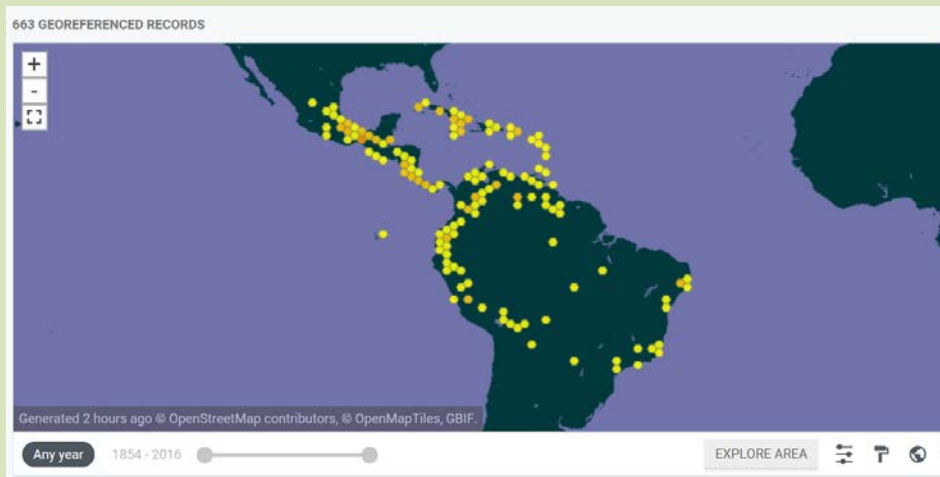 663 GEOREFERENCED RECORDS
+
-
Generated 2 hours ago © OpenStreetMap contributors, © OpenMapTiles, GBIF.
Any year 1854 - 2016 EXPLORE AREA